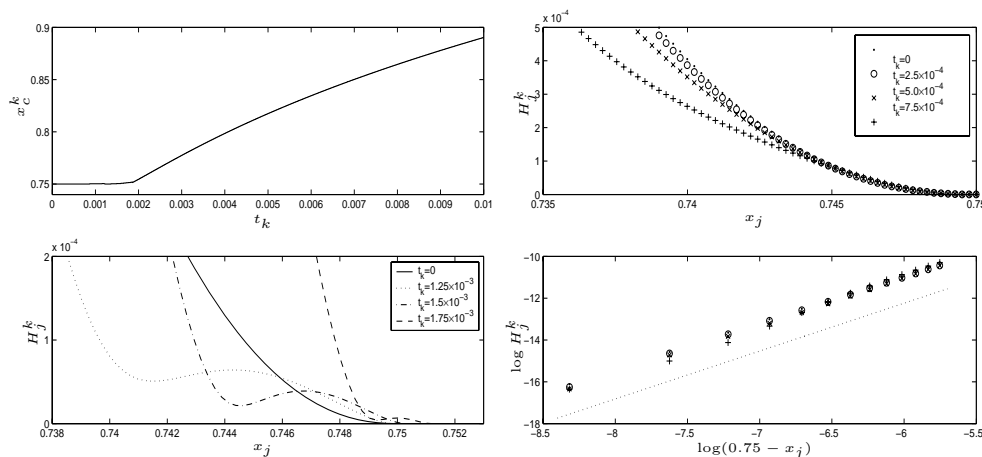 0.9
0.85
0.8
0.75
x_c^k
0 0.001 0.002 0.003 0.004 0.005 0.006 0.007 0.008 0.009 0.01
t_k
x 10^-4
5
4
3
2
1
0
H_j^k
0.735 0.74 0.745 0.75
x_j
t_k=0
t_k=2.5×10^-4
t_k=5.0×10^-4
t_k=7.5×10^-4
x 10^-4
2
1
0
H_j^k
0.738 0.74 0.742 0.744 0.746 0.748 0.75 0.752
x_j
t_k=0
t_k=1.25×10^-3
t_k=1.5×10^-3
t_k=1.75×10^-3
-10
-12
-14
-16
-18
log H_j^k
-8.5 -8 -7.5 -7 -6.5 -6 -5.5
log(0.75 − x_j)